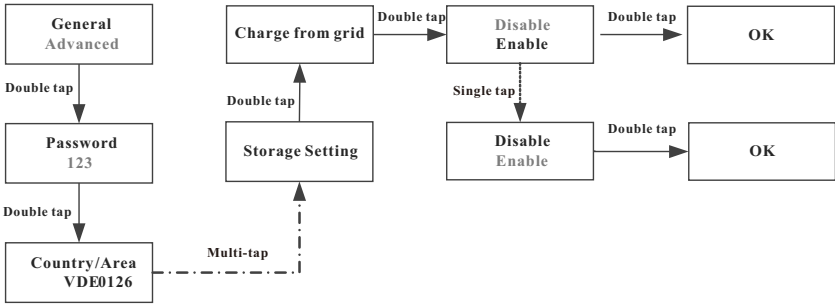 General
Advanced
Double tap
Password
123
Double tap
Country/Area
VDE0126
Multi-tap
Storage Setting
Double tap
Charge from grid
Double tap
Disable
Enable
Double tap
OK
Single tap
Disable
Enable
Double tap
OK